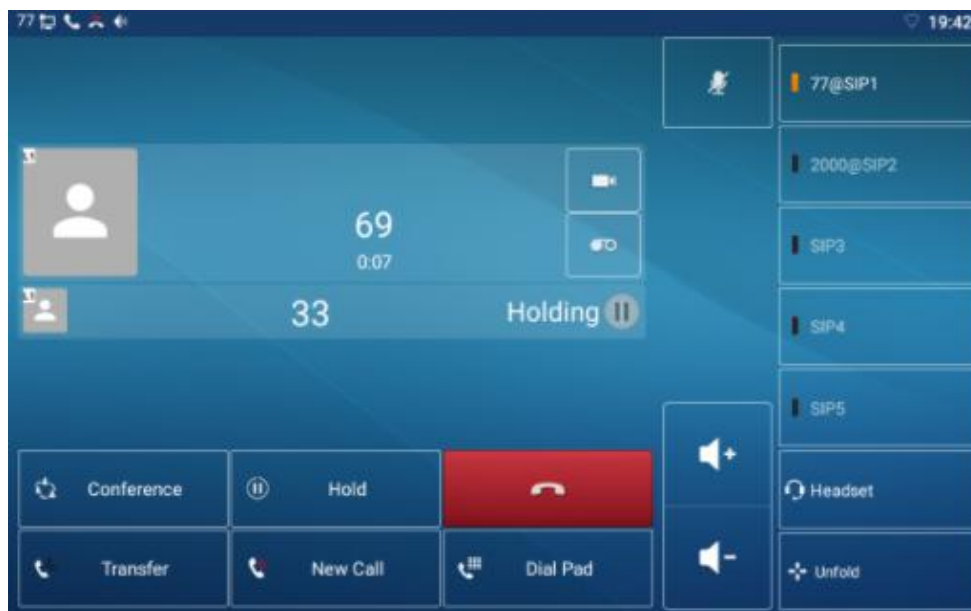 77
19:42
77@SIP1
2000@SIP2
69
0:07
SIP3
33
Holding
SIP4
SIP5
Conference
Hold
Headset
Transfer
New Call
Dial Pad
Unfold